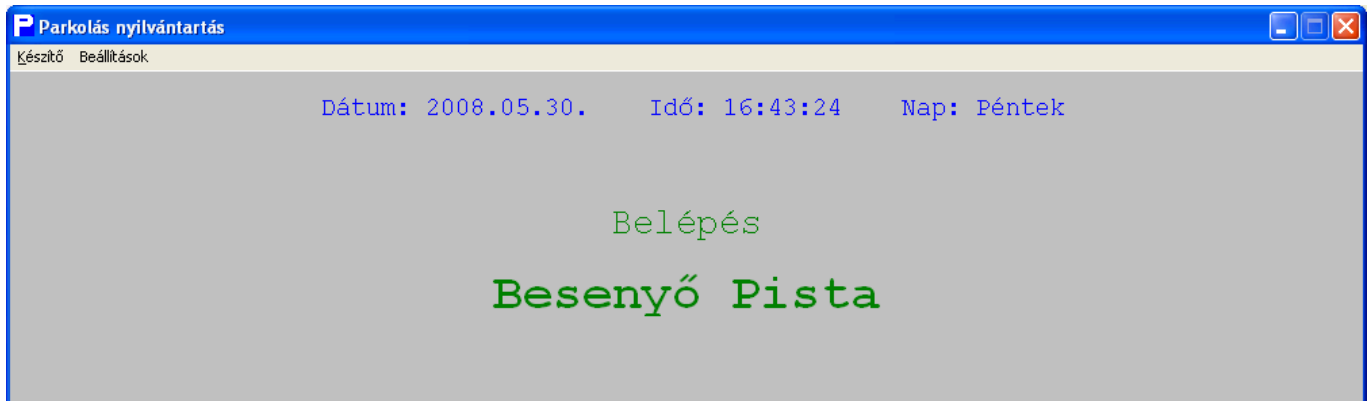 P Parkolás nyilvántartás
Készítő Beállítások
Dátum: 2008.05.30. Idő: 16:43:24 Nap: Péntek
Belépés
Besenyő Pista